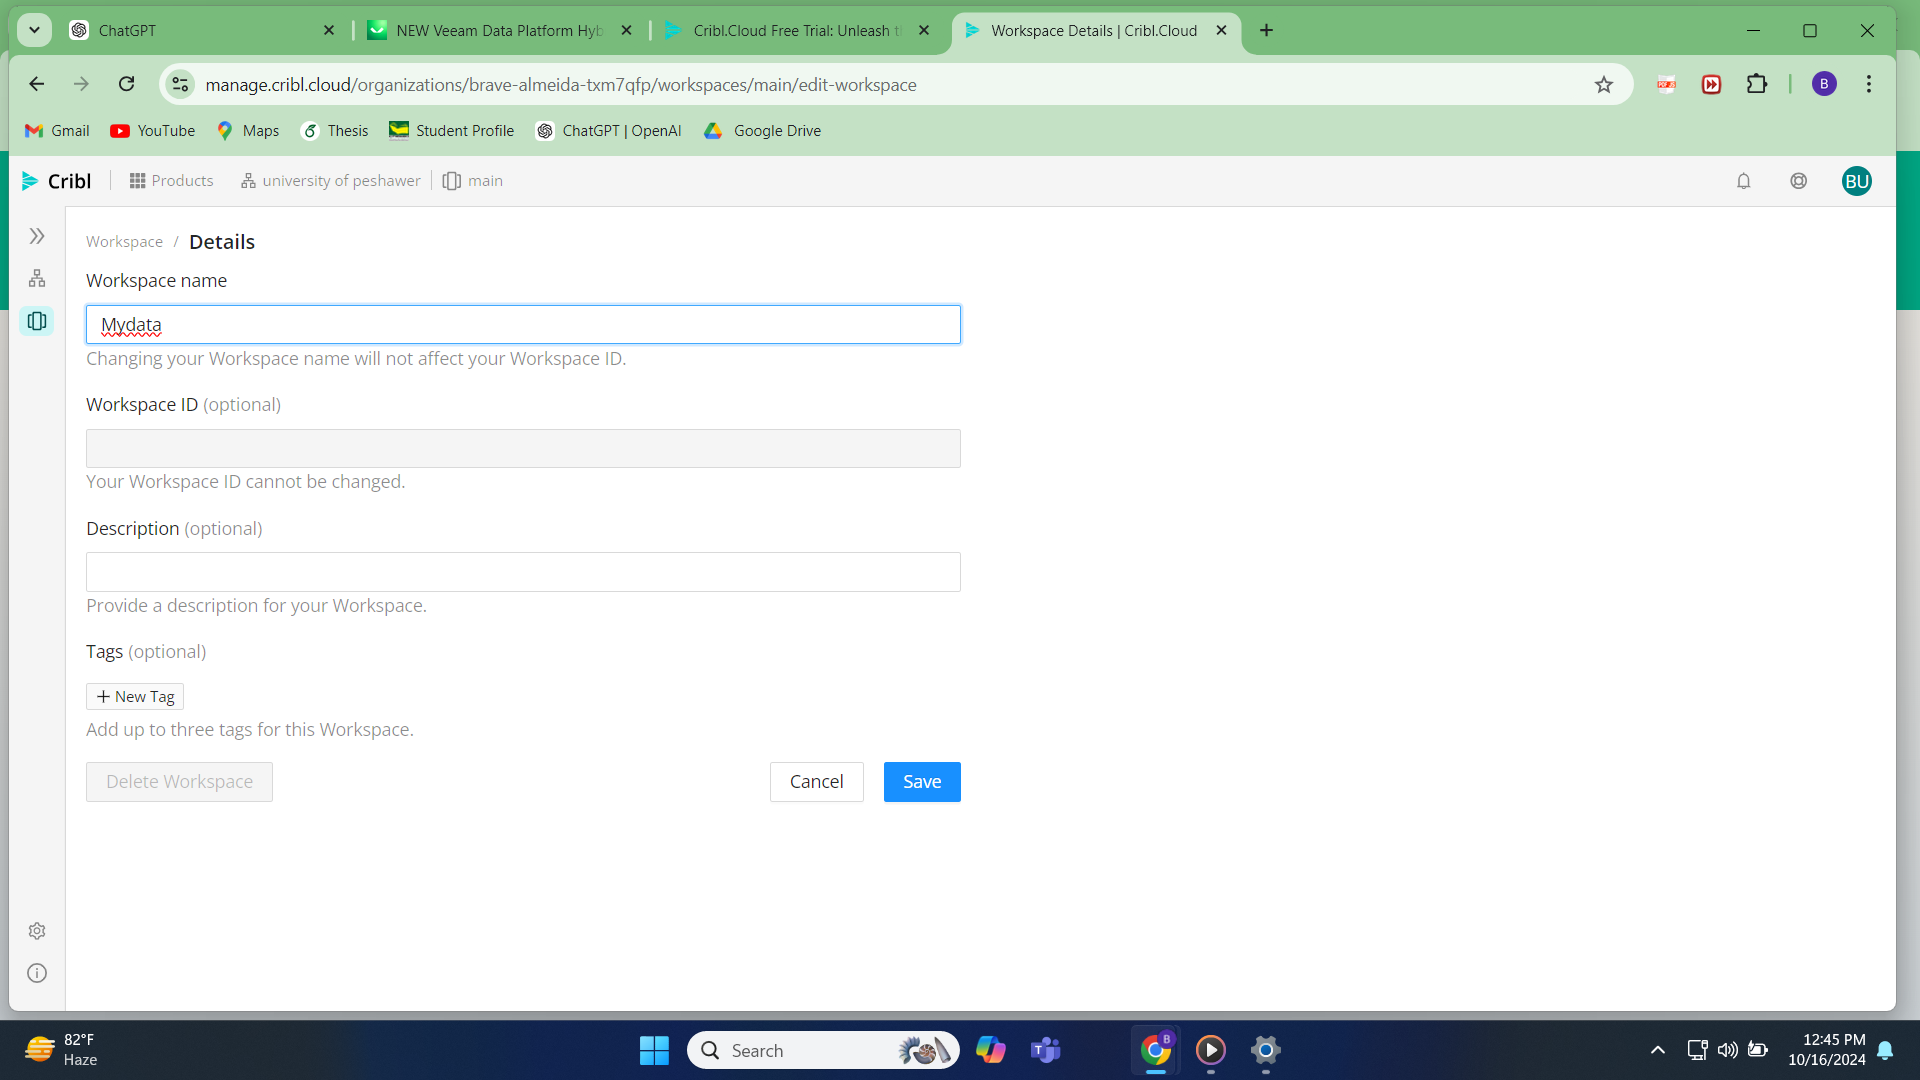 ChatGPT
NEW Veeam Data Platform Hyb
Cribl.Cloud Free Trial: Unleash t
Workspace Details | Cribl.Cloud
manage.cribl.cloud/organizations/brave-almeida-txm7qfp/workspaces/main/edit-workspace
B
Gmail
YouTube
Maps
Thesis
Student Profile
ChatGPT | OpenAI
Google Drive
Cribl
Products
university of peshawer
main
BU
Workspace / Details
Workspace name
Mydata
Changing your Workspace name will not affect your Workspace ID.
Workspace ID (optional)
Your Workspace ID cannot be changed.
Description (optional)
Provide a description for your Workspace.
Tags (optional)
+ New Tag
Add up to three tags for this Workspace.
Delete Workspace
Cancel
Save
82°F
Haze
Search
B
12:45 PM
10/16/2024